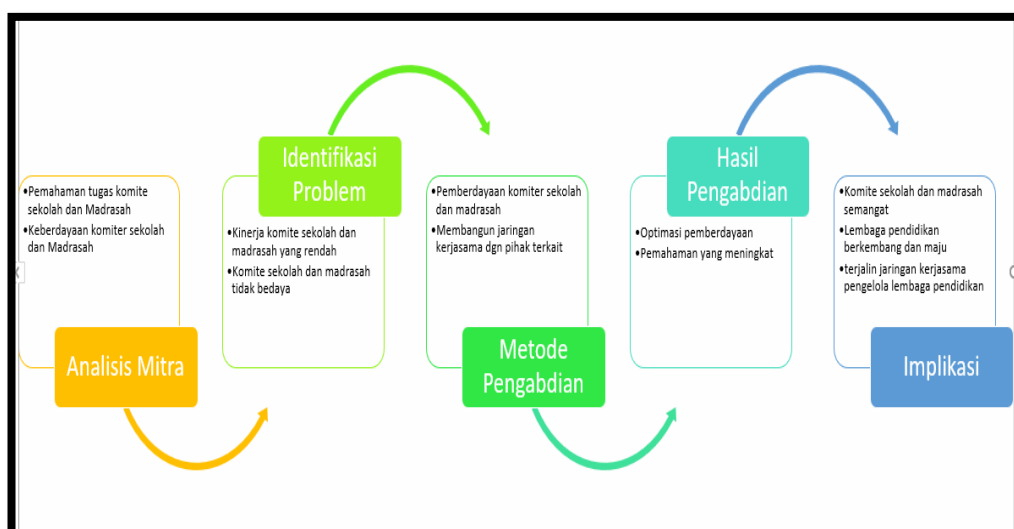 •Pemahaman tugas komite
sekolah dan Madrasah
•Keberdayaan komiter sekolah
dan Madrasah
Analisis Mitra
Identifikasi
Problem
•Kinerja komite sekolah dan
madrasah yang rendah
•Komite sekolah dan madrasah
tidak bedaya
•Pemberdayaan komiter sekolah
dan madrasah
•Membangun jaringan
kerjasama dgn pihak terkait
Metode
Pengabdian
Hasil
Pengabdian
•Optimasi pemberdayaan
•Pemahaman yang meningkat
•Komite sekolah dan madrasah
semangat
•Lembaga pendidikan
berkembang dan maju
•terjalin jaringan kerjasama
pengelola lembaga pendidikan
Implikasi